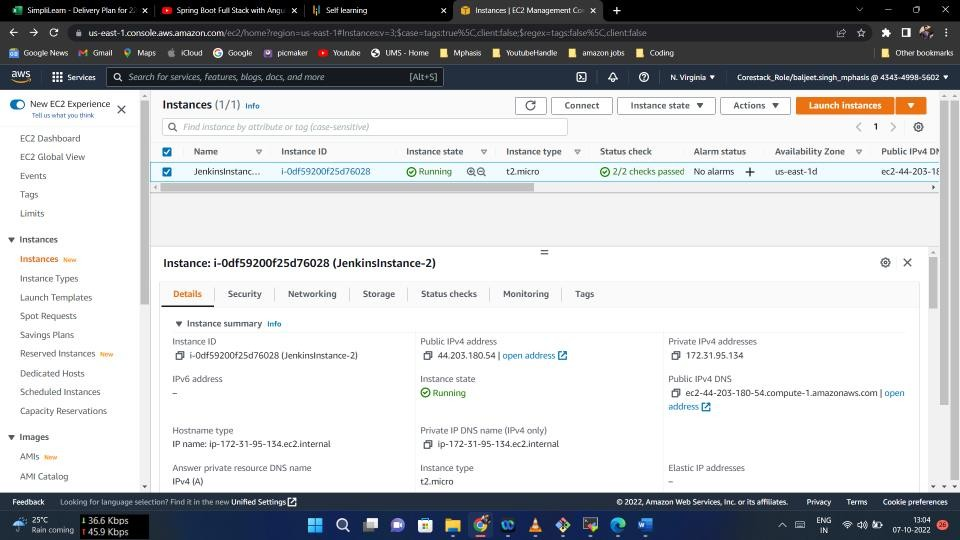 SimpliLearn - Delivery Plan for 2.
Spring Boot Full Stack with Angu
Self learning
Instances | EC2 Management Co
us-east-1.console.aws.amazon.com/ec2/home?region=us-east-1#Instances:v=3;$case=tags:true%5C,client:false;$regex=tags:false%5C,client:false
Google News Gmail Maps iCloud Google picmaker Youtube UMS - Home Mphasis YoutubeHandle amazon jobs Coding Other bookmarks
aws Services Search for services, features, blogs, docs, and more [Alt+S] N. Virginia Corestack_Role/baljeet.singh_mphasis @ 4343-4998-5602
New EC2 Experience
Tell us what you think
EC2 Dashboard
EC2 Global View
Events
Tags
Limits
Instances
Instances New
Instance Types
Launch Templates
Spot Requests
Savings Plans
Reserved Instances New
Dedicated Hosts
Scheduled Instances
Capacity Reservations
Images
AMIs New
AMI Catalog
Instances (1/1) Info
Connect Instance state Actions Launch instances
Find instance by attribute or tag (case-sensitive)
1
Name Instance ID Instance state Instance type Status check Alarm status Availability Zone Public IPv4 DN
JenkinsInstanc... i-0df59200f25d76028 Running t2.micro 2/2 checks passed No alarms + us-east-1d ec2-44-203-18
Instance: i-0df59200f25d76028 (JenkinsInstance-2)
Details Security Networking Storage Status checks Monitoring Tags
Instance summary Info
Instance ID
i-0df59200f25d76028 (JenkinsInstance-2)
Public IPv4 address
44.203.180.54 | open address
Private IPv4 addresses
172.31.95.134
IPv6 address
–
Instance state
Running
Public IPv4 DNS
ec2-44-203-180-54.compute-1.amazonaws.com | open
address
Hostname type
IP name: ip-172-31-95-134.ec2.internal
Private IP DNS name (IPv4 only)
ip-172-31-95-134.ec2.internal
Answer private resource DNS name
IPv4 (A)
Instance type
t2.micro
Elastic IP addresses
–
Feedback Looking for language selection? Find it in the new Unified Settings © 2022, Amazon Web Services, Inc. or its affiliates. Privacy Terms Cookie preferences
25°C
Rain coming
36.6 Kbps
45.9 Kbps
ENG
IN
13:04
07-10-2022
26